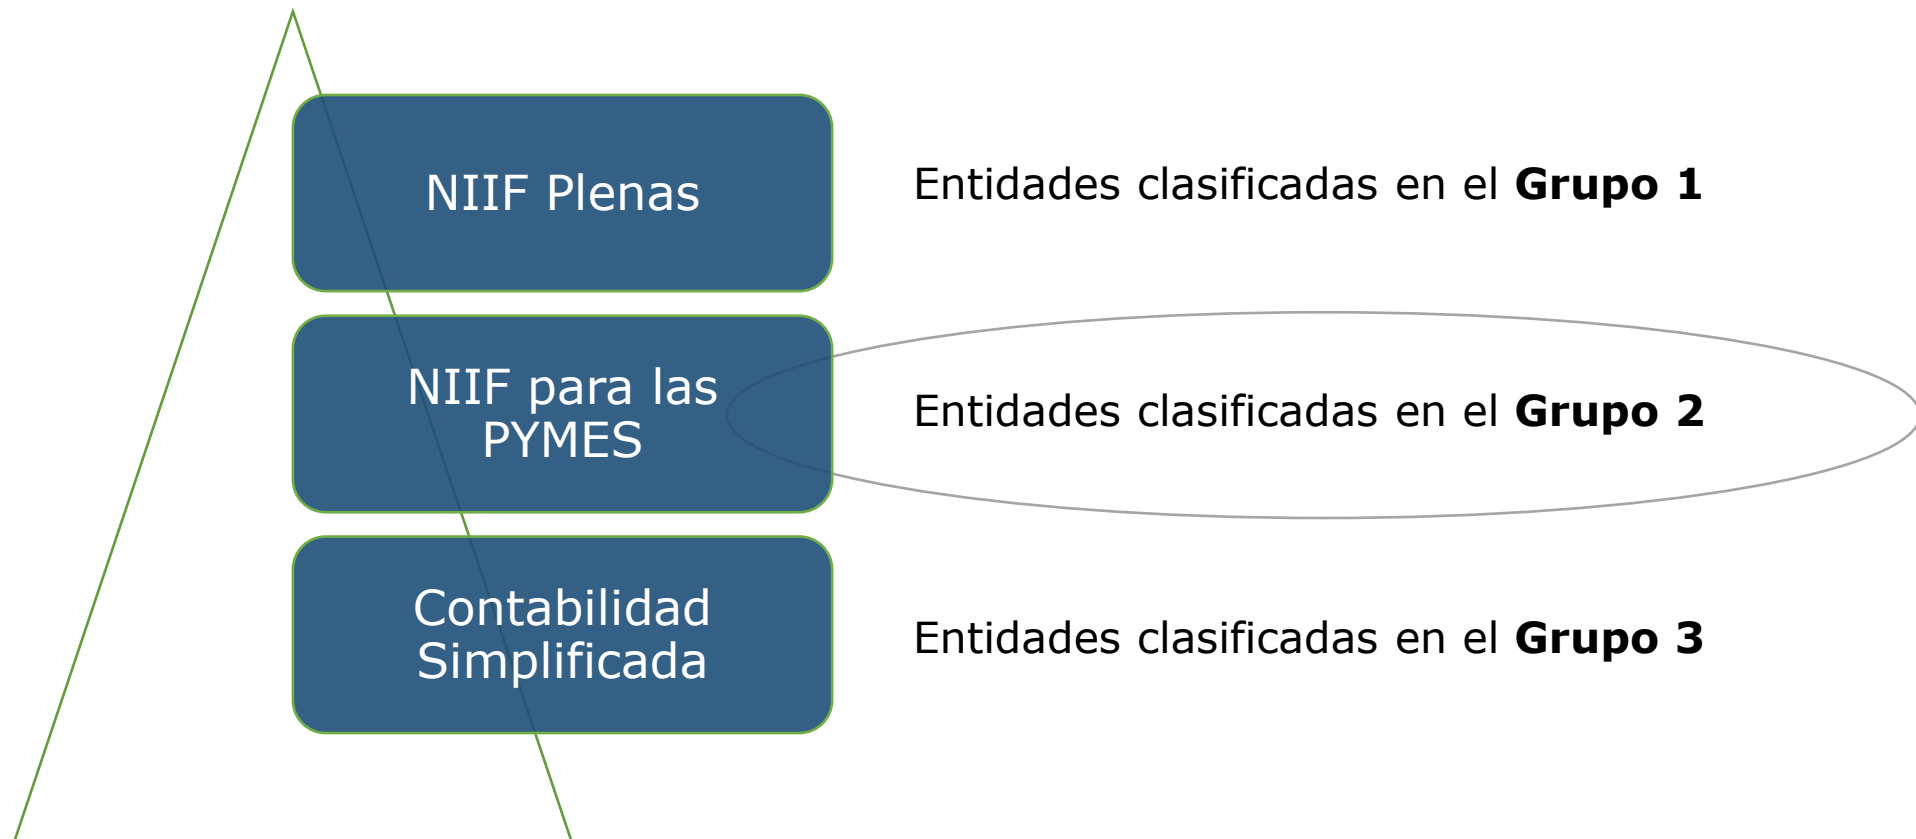 NIIF Plenas
Entidades clasificadas en el Grupo 1
NIIF para las
PYMES
Entidades clasificadas en el Grupo 2
Contabilidad
Simplificada
Entidades clasificadas en el Grupo 3